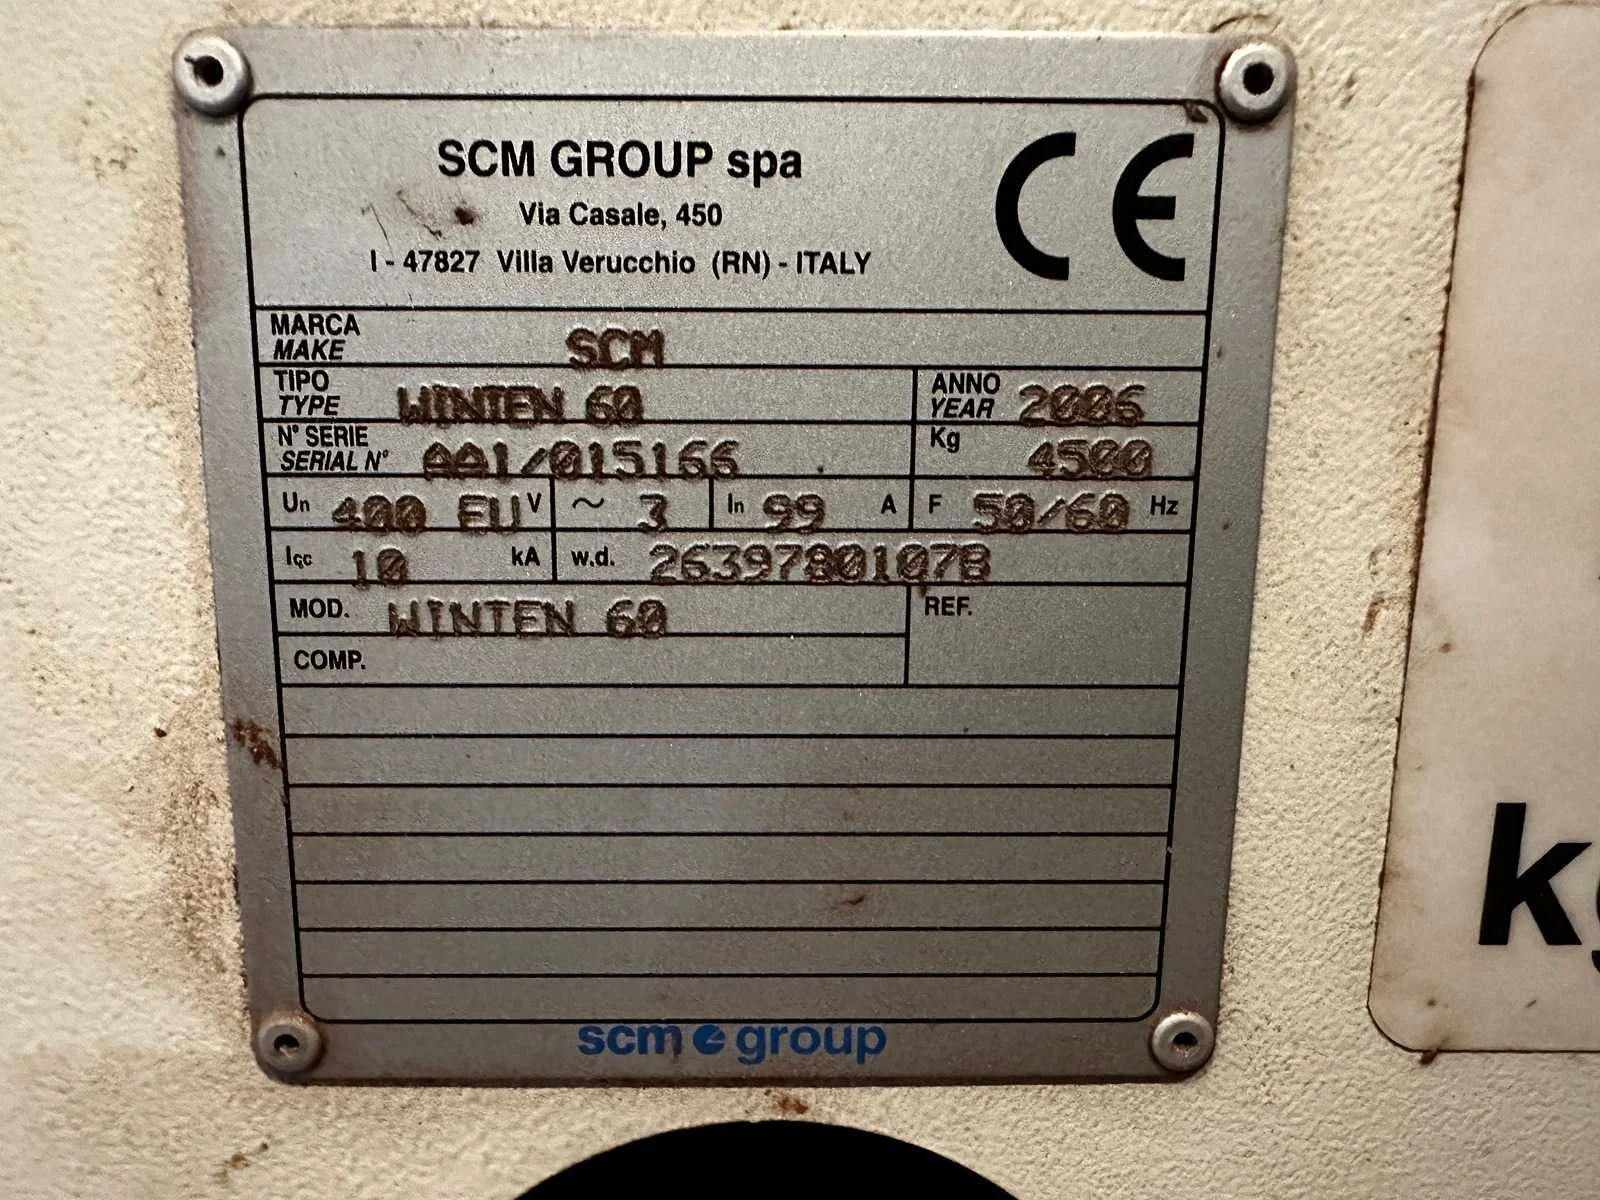 SCM GROUP spa
Via Casale, 450
I - 47827 Villa Verucchio (RN) - ITALY
CE
MARCA
MAKE SCM
TIPO
TYPE WINTEN 60
ANNO
YEAR 2006
N° SERIE
SERIAL N° AA1/015166
Kg 4500
Un 400 EU V ~ 3 In 99 A F 50/60 Hz
Icc 10 kA w.d. 26397801078
MOD. WINTEN 60
REF.
COMP.
scm group